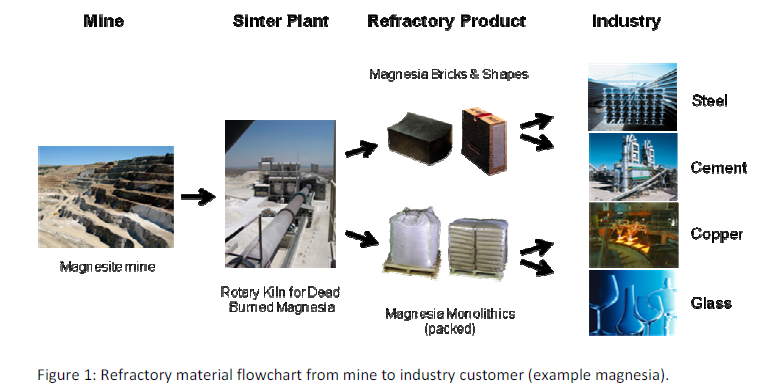 Mine
Sinter Plant
Refractory Product
Industry
Magnesia Bricks & Shapes
Steel
Cement
Copper
Glass
Magnesite mine
Rotary Kiln for Dead
Burned Magnesia
Magnesia Monolithics
(packed)
Figure 1: Refractory material flowchart from mine to industry customer (example magnesia).